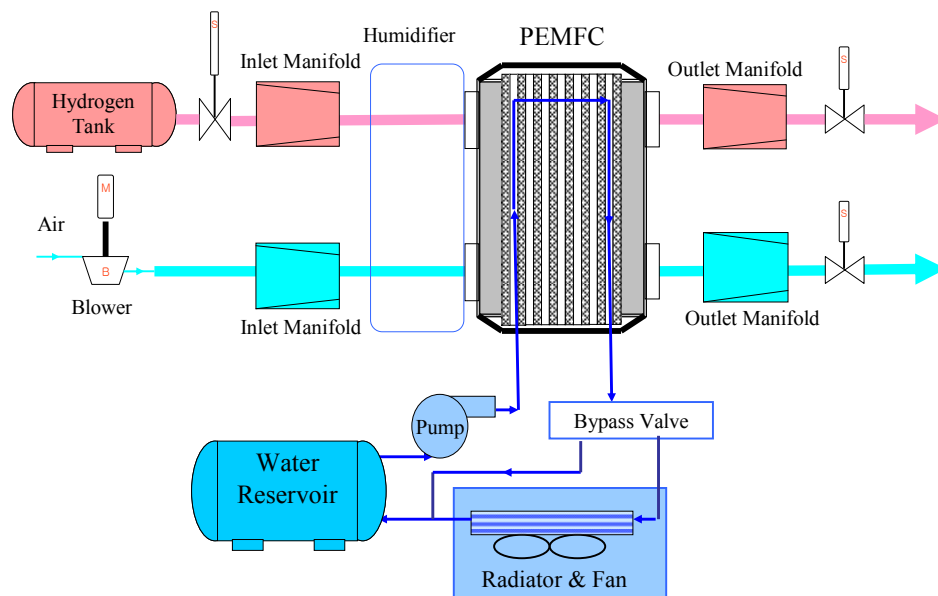 PEMFC
Humidifier
S
Inlet Manifold
Outlet Manifold
S
Hydrogen
Tank
M
Air
B
Blower
Inlet Manifold
S
Outlet Manifold
Pump
Bypass Valve
Water
Reservoir
Radiator & Fan